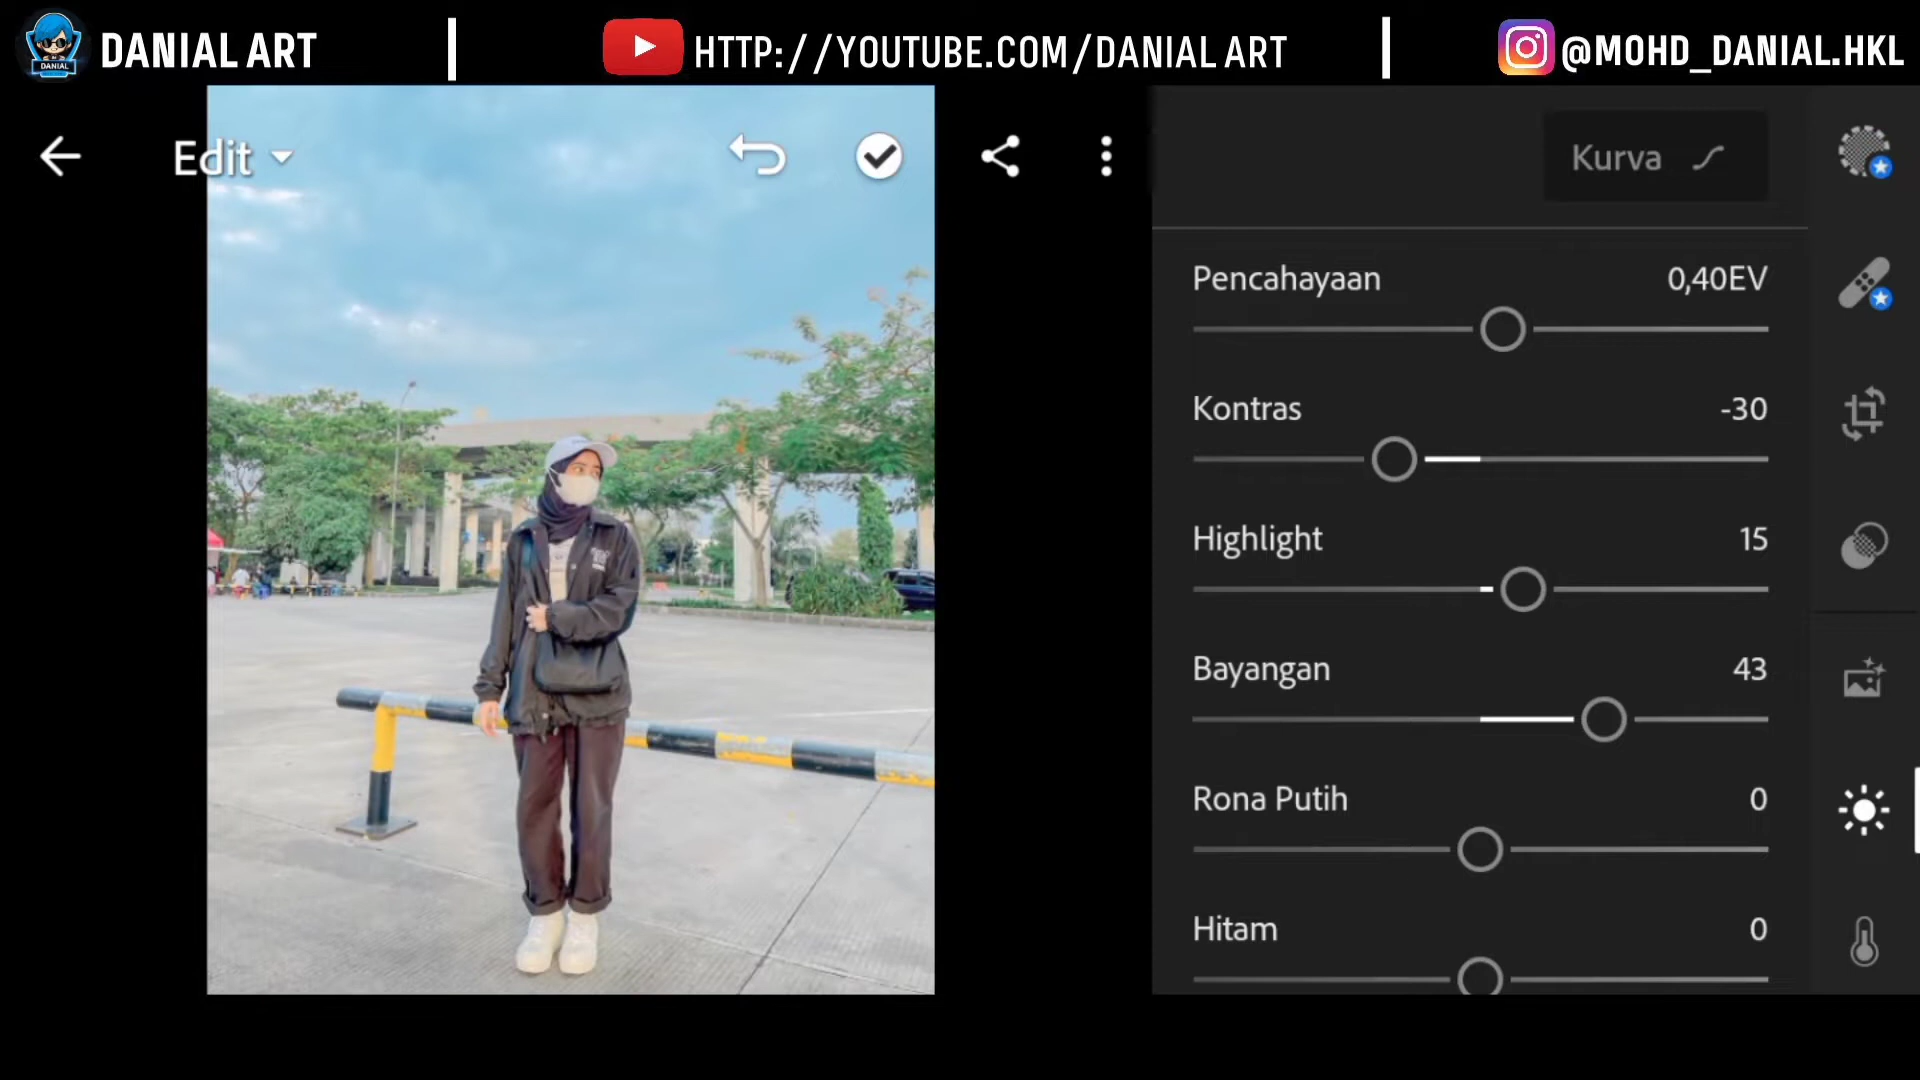 DANIAL
DANIAL ART
HTTP://YOUTUBE.COM/DANIAL ART
@MOHD_DANIAL.HKL
Edit
Kurva
Pencahayaan 0,40EV
Kontras -30
Highlight 15
Bayangan 43
Rona Putih 0
Hitam 0